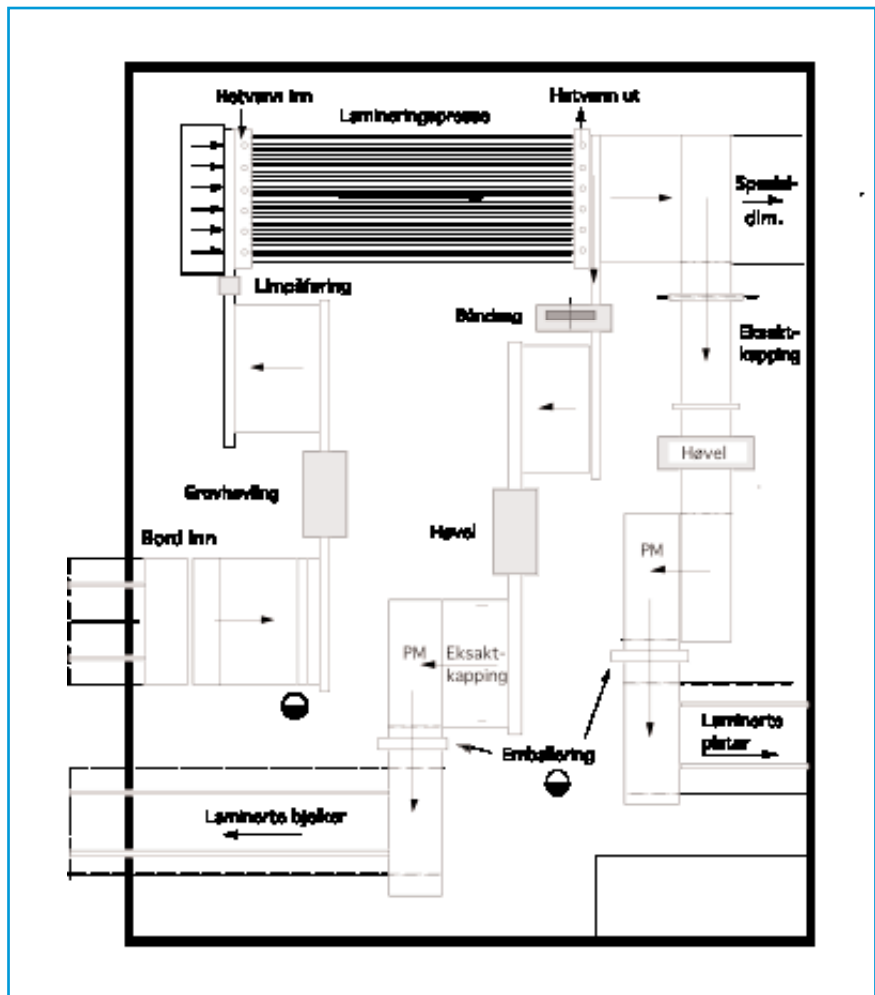 Hetvann inn
Hetvann ut
Lamineringspresse
Spesial-
dim.
Limpåføring
Båndsag
Eksakt-
kapping
Høvel
Grovhøvling
Høvel
Bord inn
PM
PM
Eksakt-
kapping
Laminerte
plater
Emballering
Laminerte bjelker